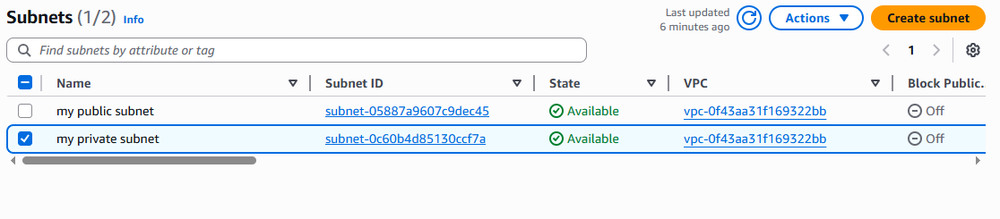 Subnets (1/2) Info
Last updated
6 minutes ago
Actions
Create subnet
Find subnets by attribute or tag
1
Name Subnet ID State VPC Block Public.
my public subnet subnet-05887a9607c9dec45 Available vpc-0f43aa31f169322bb Off
my private subnet subnet-0c60b4d85130ccf7a Available vpc-0f43aa31f169322bb Off